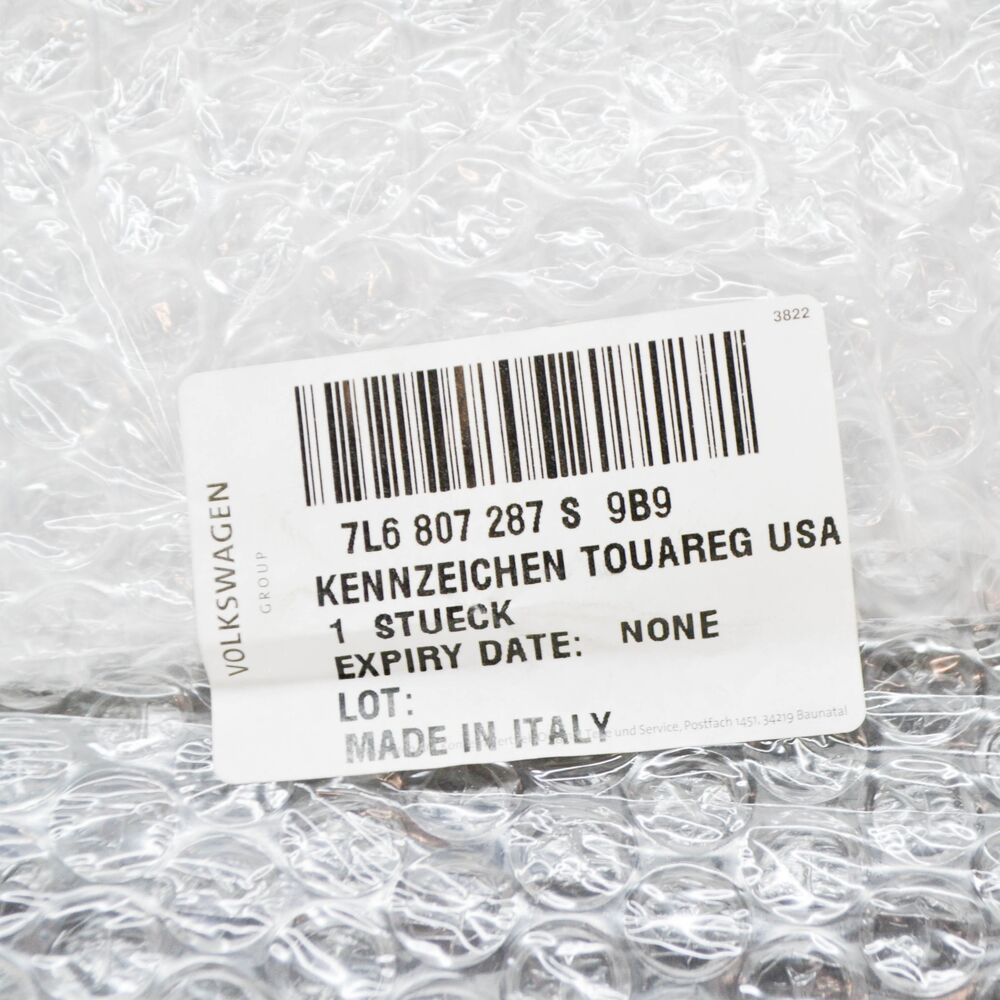 3822
7L6 807 287 S 9B9
KENNZEICHEN TOUAREG USA
1 STUECK
EXPIRY DATE: NONE
LOT:
MADE IN ITALY
und Service, Postfach 1451, 34219 Baunatal
VOLKSWAGEN
GROUP